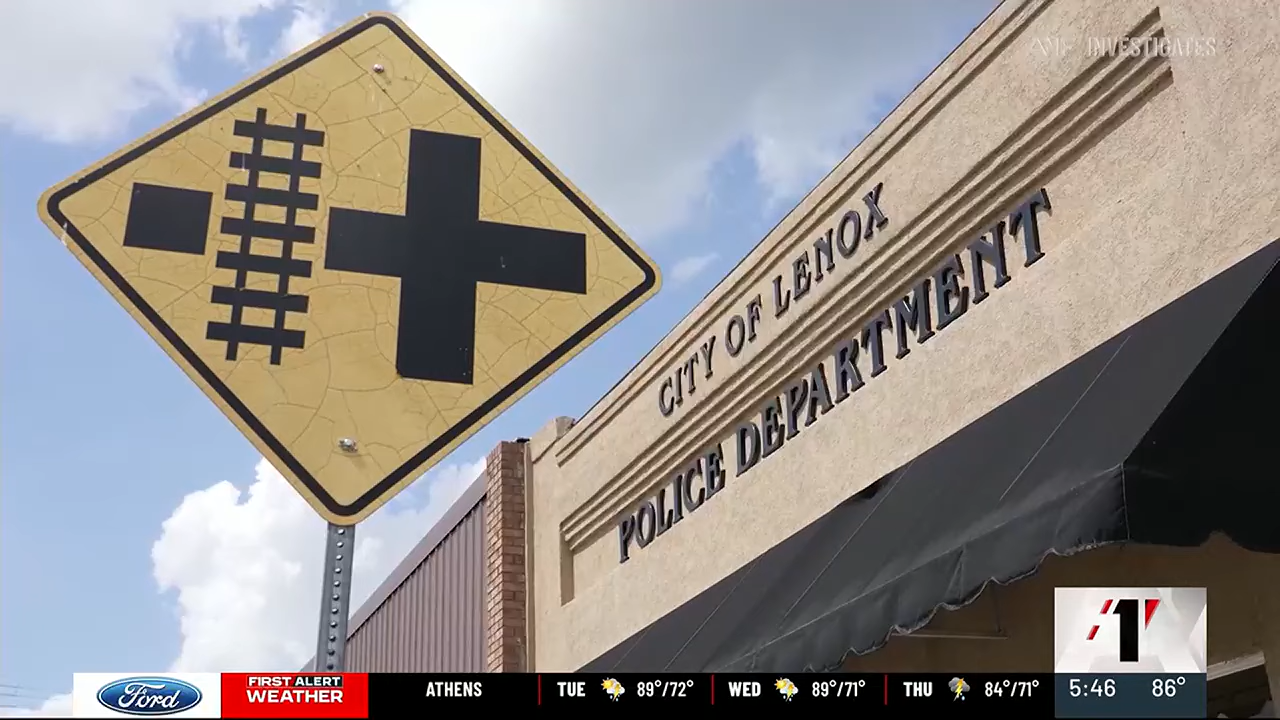 INVESTIGATES
CITY OF LENOX
POLICE DEPARTMENT
1
Ford
FIRST ALERT
WEATHER
ATHENS
TUE 89°/72°
WED 89°/71°
THU 84°/71°
5:46 86°